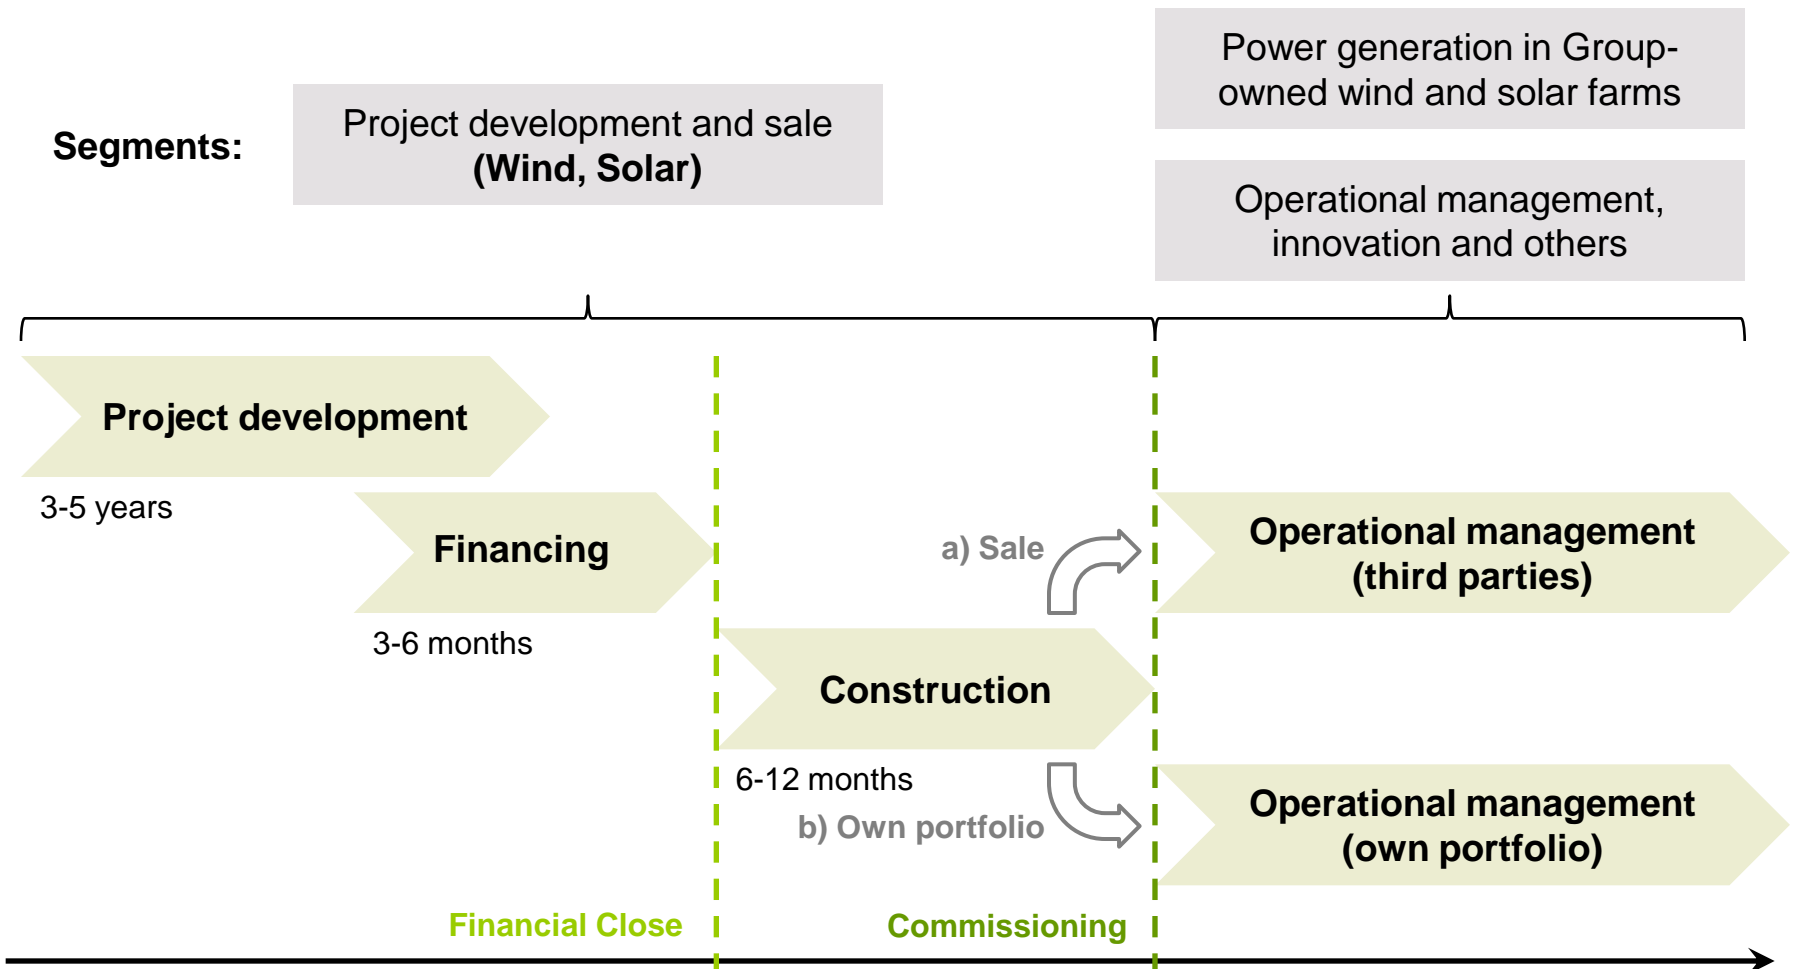 Segments:
Project development and sale
(Wind, Solar)
Power generation in Group-
owned wind and solar farms
Operational management,
innovation and others
Project development
3-5 years
Financing
3-6 months
Construction
6-12 months
a) Sale
b) Own portfolio
Operational management
(third parties)
Operational management
(own portfolio)
Financial Close
Commissioning